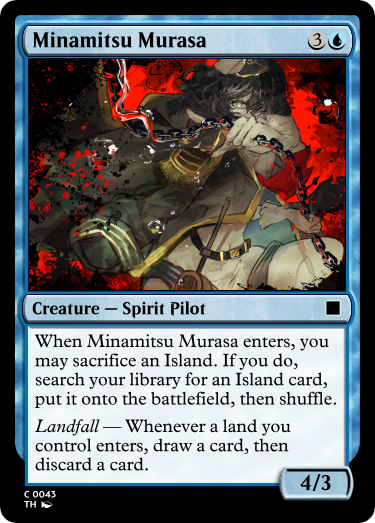 Minamitsu Murasa 3
Creature — Spirit Pilot
When Minamitsu Murasa enters, you
may sacrifice an Island. If you do,
search your library for an Island card,
put it onto the battlefield, then shuffle.
Landfall — Whenever a land you
control enters, draw a card, then
discard a card.
4/3
C 0043
TH